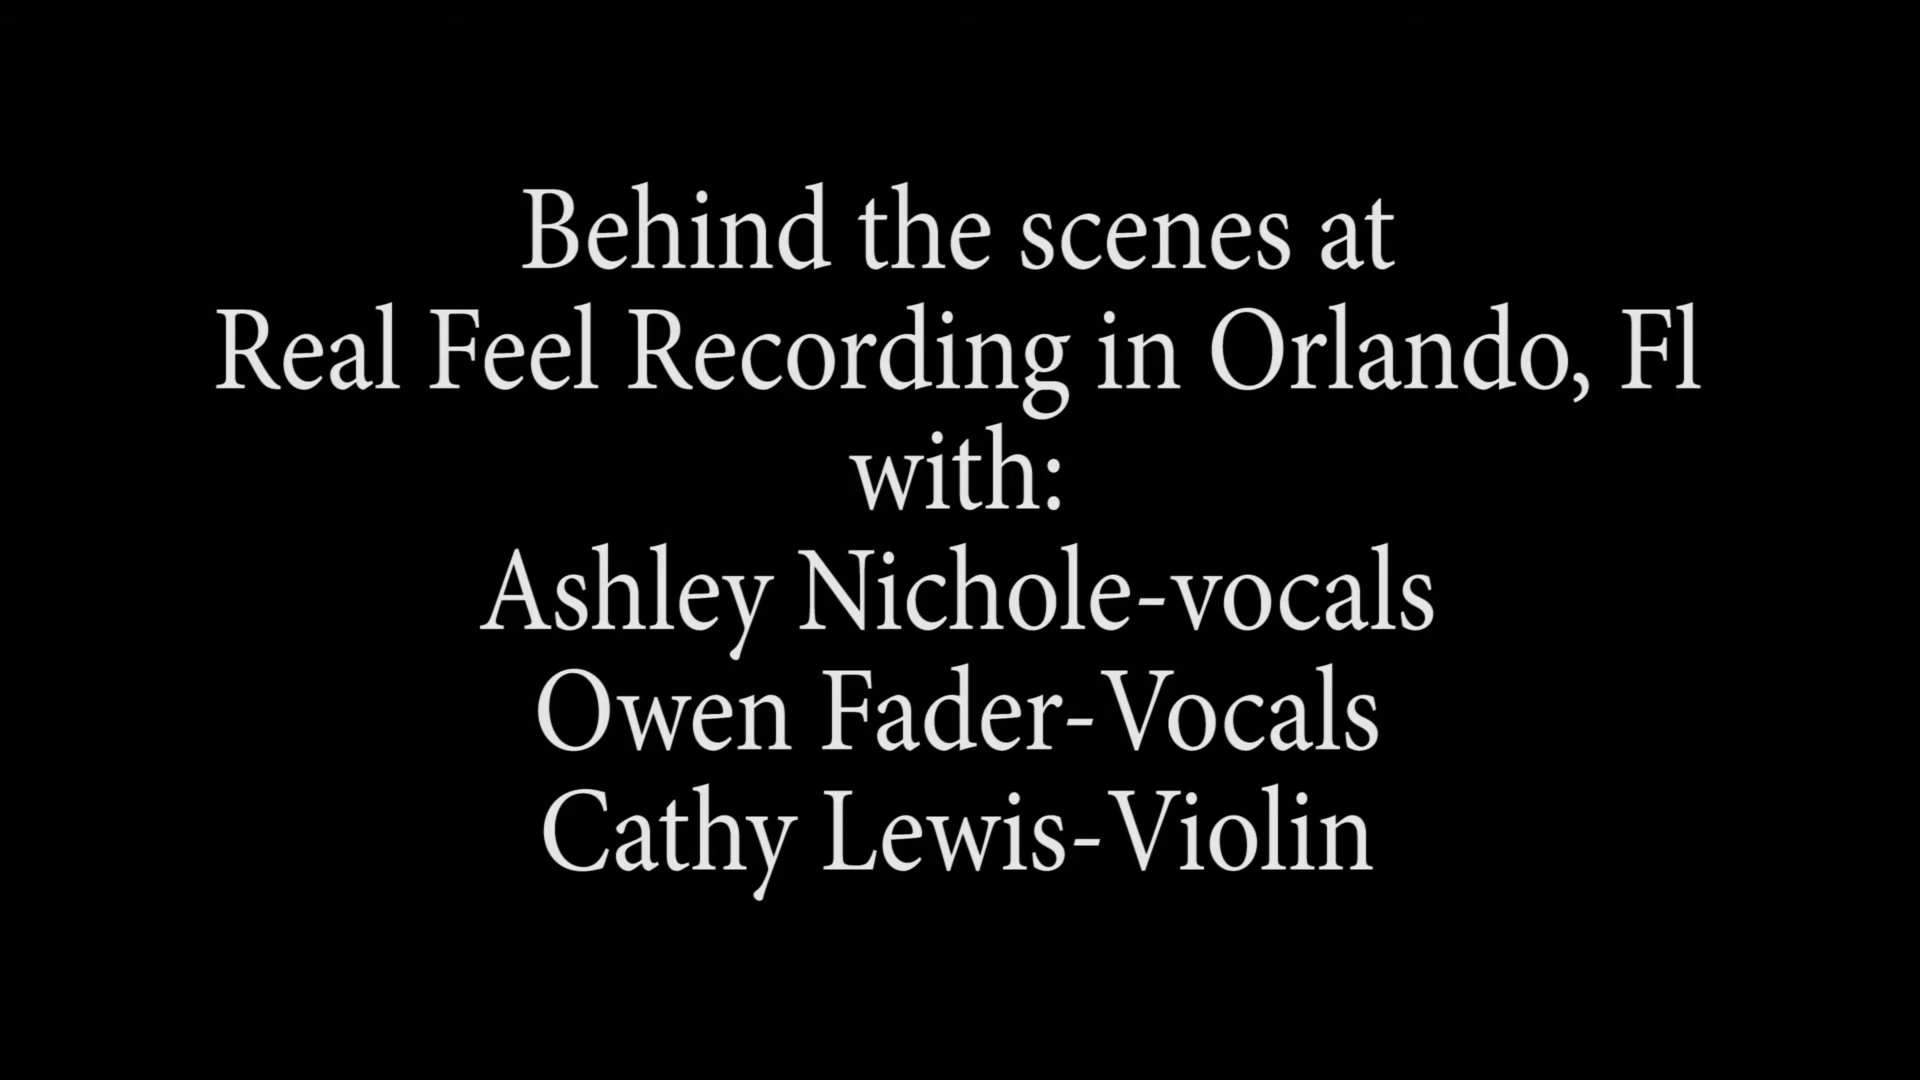 Behind the scenes at
Real Feel Recording in Orlando, Fl
with:
Ashley Nichole-vocals
Owen Fader-Vocals
Cathy Lewis-Violin